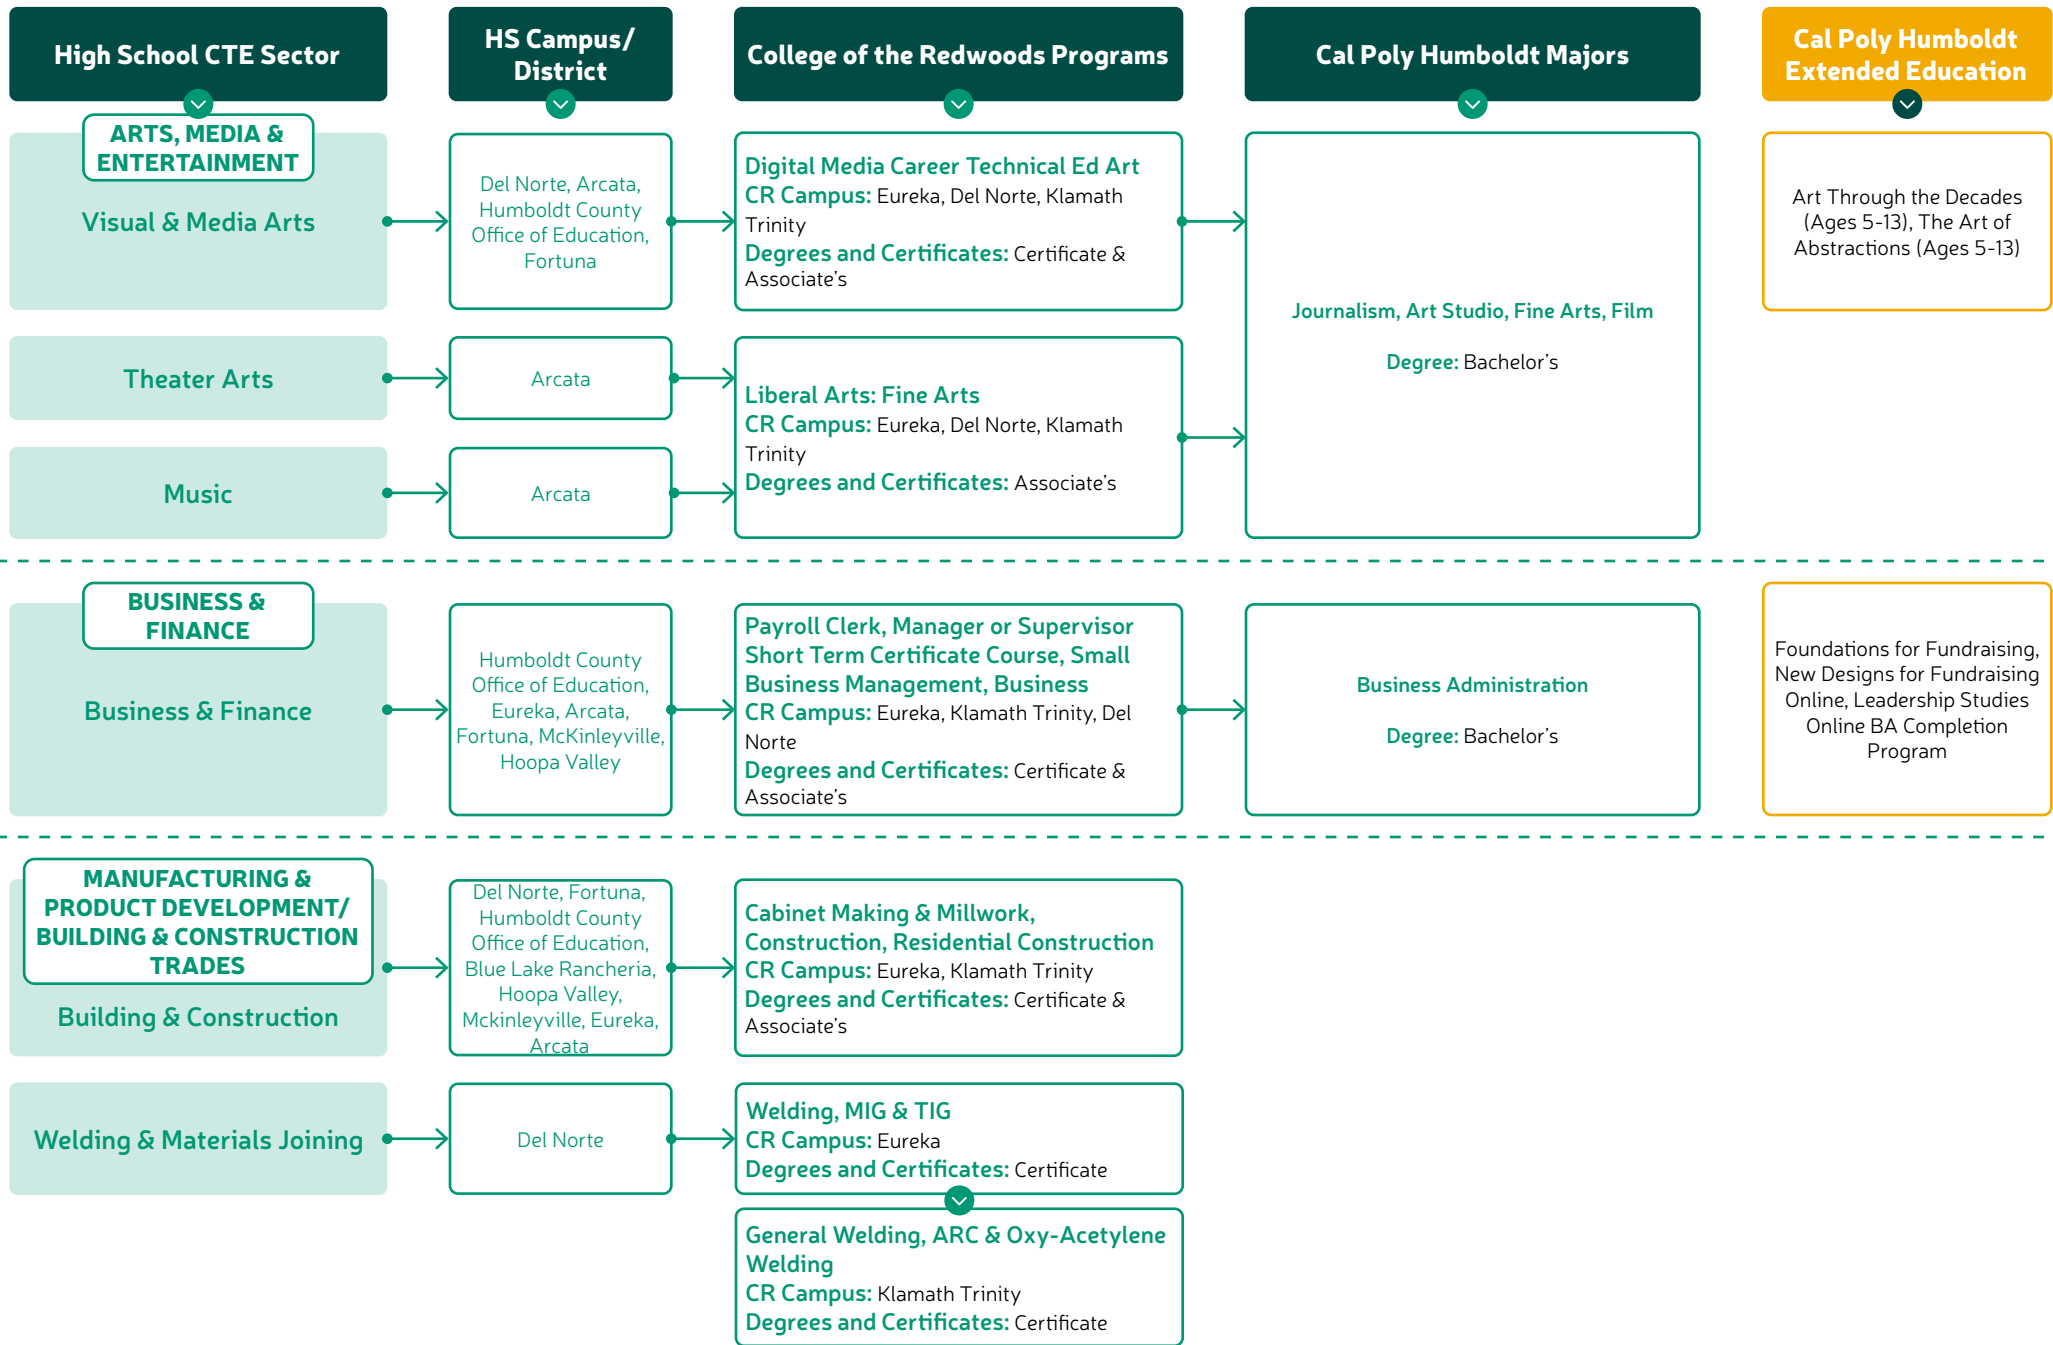 High School CTE Sector
HS Campus/
District
College of the Redwoods Programs
Cal Poly Humboldt Majors
Cal Poly Humboldt
Extended Education
ARTS, MEDIA &
ENTERTAINMENT
Visual & Media Arts
Del Norte, Arcata,
Humboldt County
Office of Education,
Fortuna
Digital Media Career Technical Ed Art
CR Campus: Eureka, Del Norte, Klamath
Trinity
Degrees and Certificates: Certificate &
Associate's
Journalism, Art Studio, Fine Arts, Film
Degree: Bachelor's
Art Through the Decades
(Ages 5-13), The Art of
Abstractions (Ages 5-13)
Theater Arts
Arcata
Liberal Arts: Fine Arts
CR Campus: Eureka, Del Norte, Klamath
Trinity
Degrees and Certificates: Associate's
Music
Arcata
BUSINESS &
FINANCE
Business & Finance
Humboldt County
Office of Education,
Eureka, Arcata,
Fortuna, McKinleyville,
Hoopa Valley
Payroll Clerk, Manager or Supervisor
Short Term Certificate Course, Small
Business Management, Business
CR Campus: Eureka, Klamath Trinity, Del
Norte
Degrees and Certificates: Certificate &
Associate's
Business Administration
Degree: Bachelor's
Foundations for Fundraising,
New Designs for Fundraising
Online, Leadership Studies
Online BA Completion
Program
MANUFACTURING &
PRODUCT DEVELOPMENT/
BUILDING & CONSTRUCTION
TRADES
Building & Construction
Del Norte, Fortuna,
Humboldt County
Office of Education,
Blue Lake Rancheria,
Hoopa Valley,
Mckinleyville, Eureka,
Arcata
Cabinet Making & Millwork,
Construction, Residential Construction
CR Campus: Eureka, Klamath Trinity
Degrees and Certificates: Certificate &
Associate's
Welding & Materials Joining
Del Norte
Welding, MIG & TIG
CR Campus: Eureka
Degrees and Certificates: Certificate
General Welding, ARC & Oxy-Acetylene
Welding
CR Campus: Klamath Trinity
Degrees and Certificates: Certificate